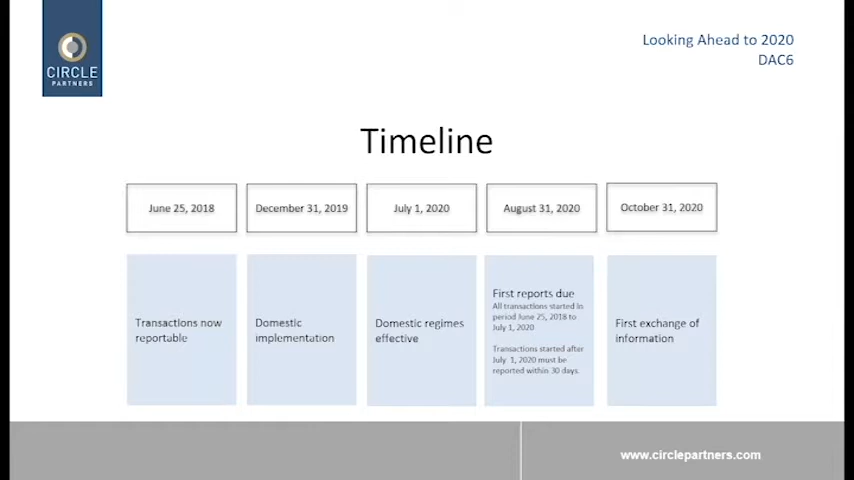 CIRCLE
PARTNERS
Looking Ahead to 2020
DAC6
Timeline
June 25, 2018
December 31, 2019
July 1, 2020
August 31, 2020
October 31, 2020
Transactions now
reportable
Domestic
implementation
Domestic regimes
effective
First reports due
All transactions started in
period June 25, 2018 to
July 1, 2020
Transactions started after
July 1, 2020 must be
reported within 30 days.
First exchange of
information
www.circlepartners.com